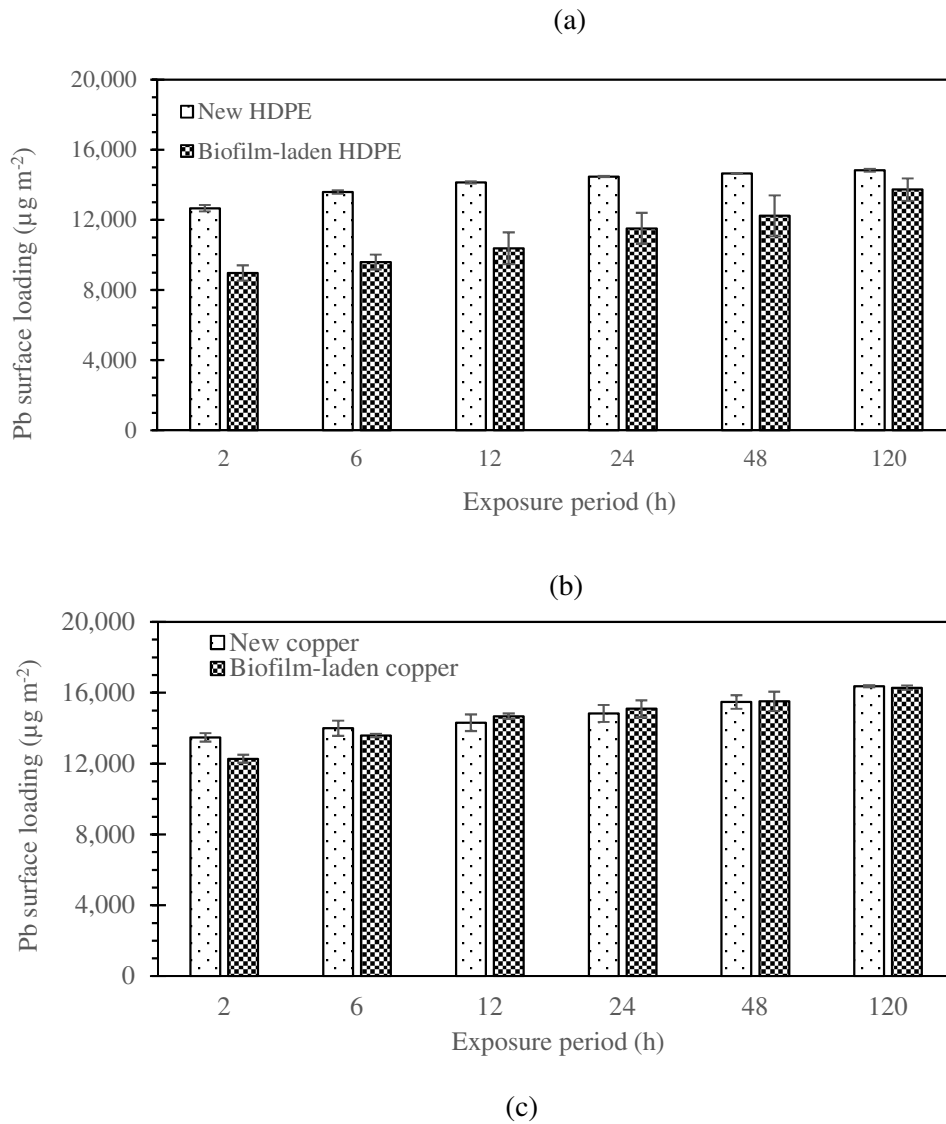 (a)
20,000
16,000
12,000
8,000
4,000
0
Pb surface loading (µg m-2)
New HDPE
Biofilm-laden HDPE
2 6 12 24 48 120
Exposure period (h)
(b)
20,000
16,000
12,000
8,000
4,000
0
Pb surface loading (µg m-2)
New copper
Biofilm-laden copper
2 6 12 24 48 120
Exposure period (h)
(c)